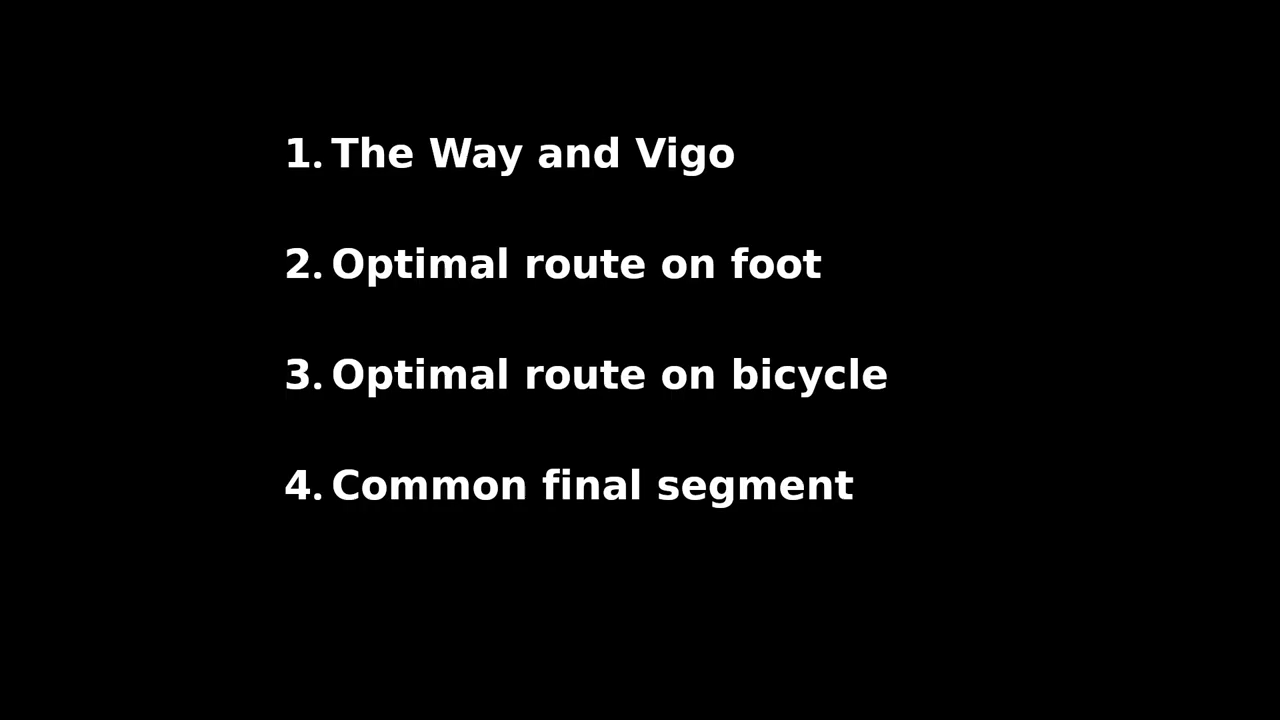 1. The Way and Vigo
2. Optimal route on foot
3. Optimal route on bicycle
4. Common final segment